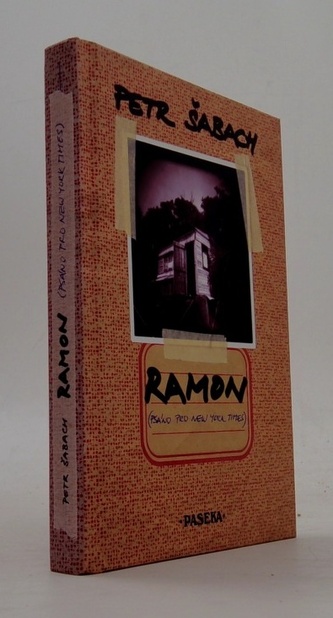 PETR ŠABACH
RAMON
(PSÁNO PRO NEW YORK TIMES)
·PASEKA·
PETR ŠABACH RAMON (PSÁNO PRO NEW YORK TIMES)